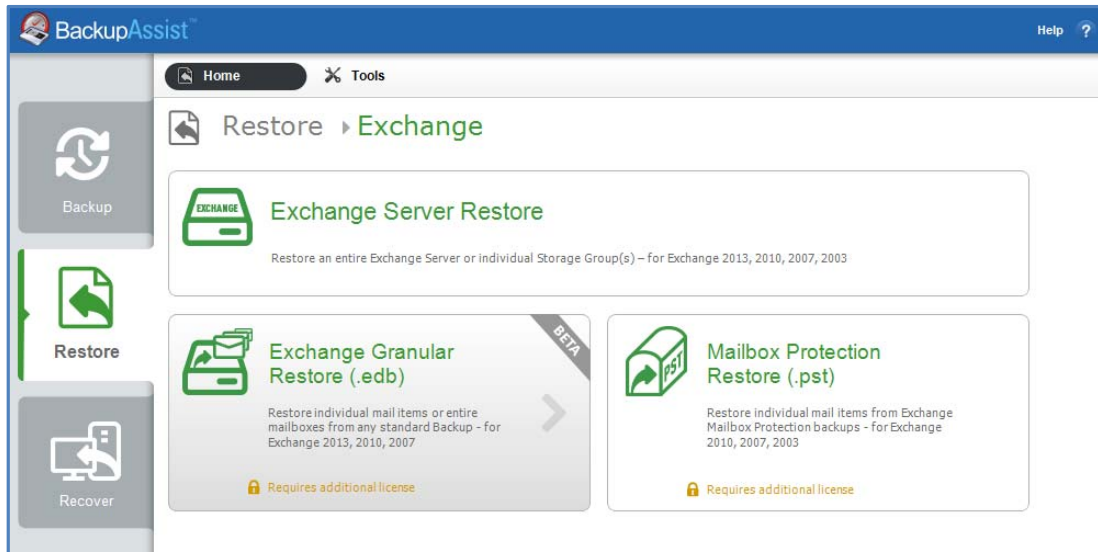 BackupAssist™
Help ?
Home
Tools
Restore Exchange
Backup
Restore
Recover
EXCHANGE
Exchange Server Restore
Restore an entire Exchange Server or individual Storage Group(s) – for Exchange 2013, 2010, 2007, 2003
BETA
Exchange Granular
Restore (.edb)
Restore individual mail items or entire
mailboxes from any standard Backup - for
Exchange 2013, 2010, 2007
Requires additional license
PST
Mailbox Protection
Restore (.pst)
Restore individual mail items from Exchange
Mailbox Protection backups - for Exchange
2010, 2007, 2003
Requires additional license